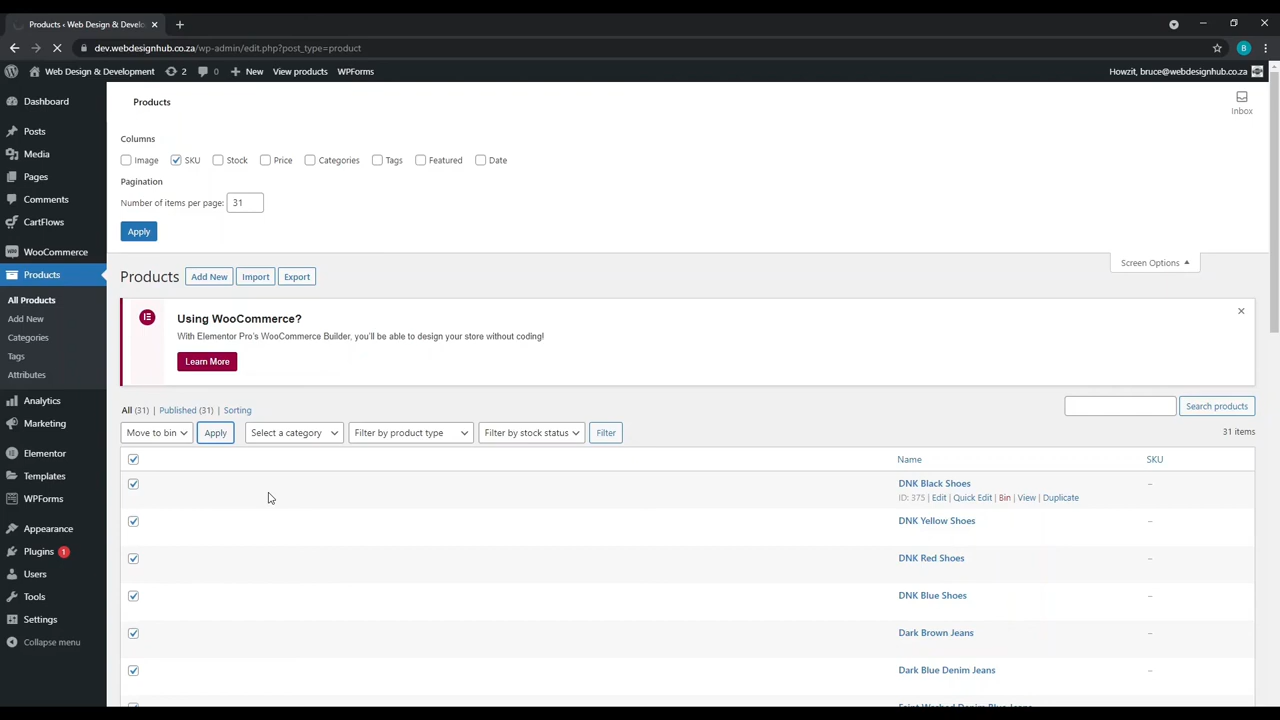 Products ‹ Web Design & Develo
dev.webdesignhub.co.za/wp-admin/edit.php?post_type=product
B
Web Design & Development 2 0 New View products WPForms Howzit, bruce@webdesignhub.co.za
Dashboard
Posts
Media
Pages
Comments
CartFlows
WooCommerce
Products
All Products
Add New
Categories
Tags
Attributes
Analytics
Marketing
Elementor
Templates
WPForms
Appearance
Plugins 1
Users
Tools
Settings
Collapse menu
Products
Inbox
Columns
Image SKU Stock Price Categories Tags Featured Date
Pagination
Number of items per page: 31
Apply
Screen Options
Products Add New Import Export
Using WooCommerce?
With Elementor Pro's WooCommerce Builder, you'll be able to design your store without coding!
Learn More
All (31) | Published (31) | Sorting
Search products
Move to bin Apply Select a category Filter by product type Filter by stock status Filter 31 items
Name SKU
DNK Black Shoes –
ID: 375 | Edit | Quick Edit | Bin | View | Duplicate
DNK Yellow Shoes –
DNK Red Shoes –
DNK Blue Shoes –
Dark Brown Jeans –
Dark Blue Denim Jeans –
Faint Washed Denim Blue Jeans